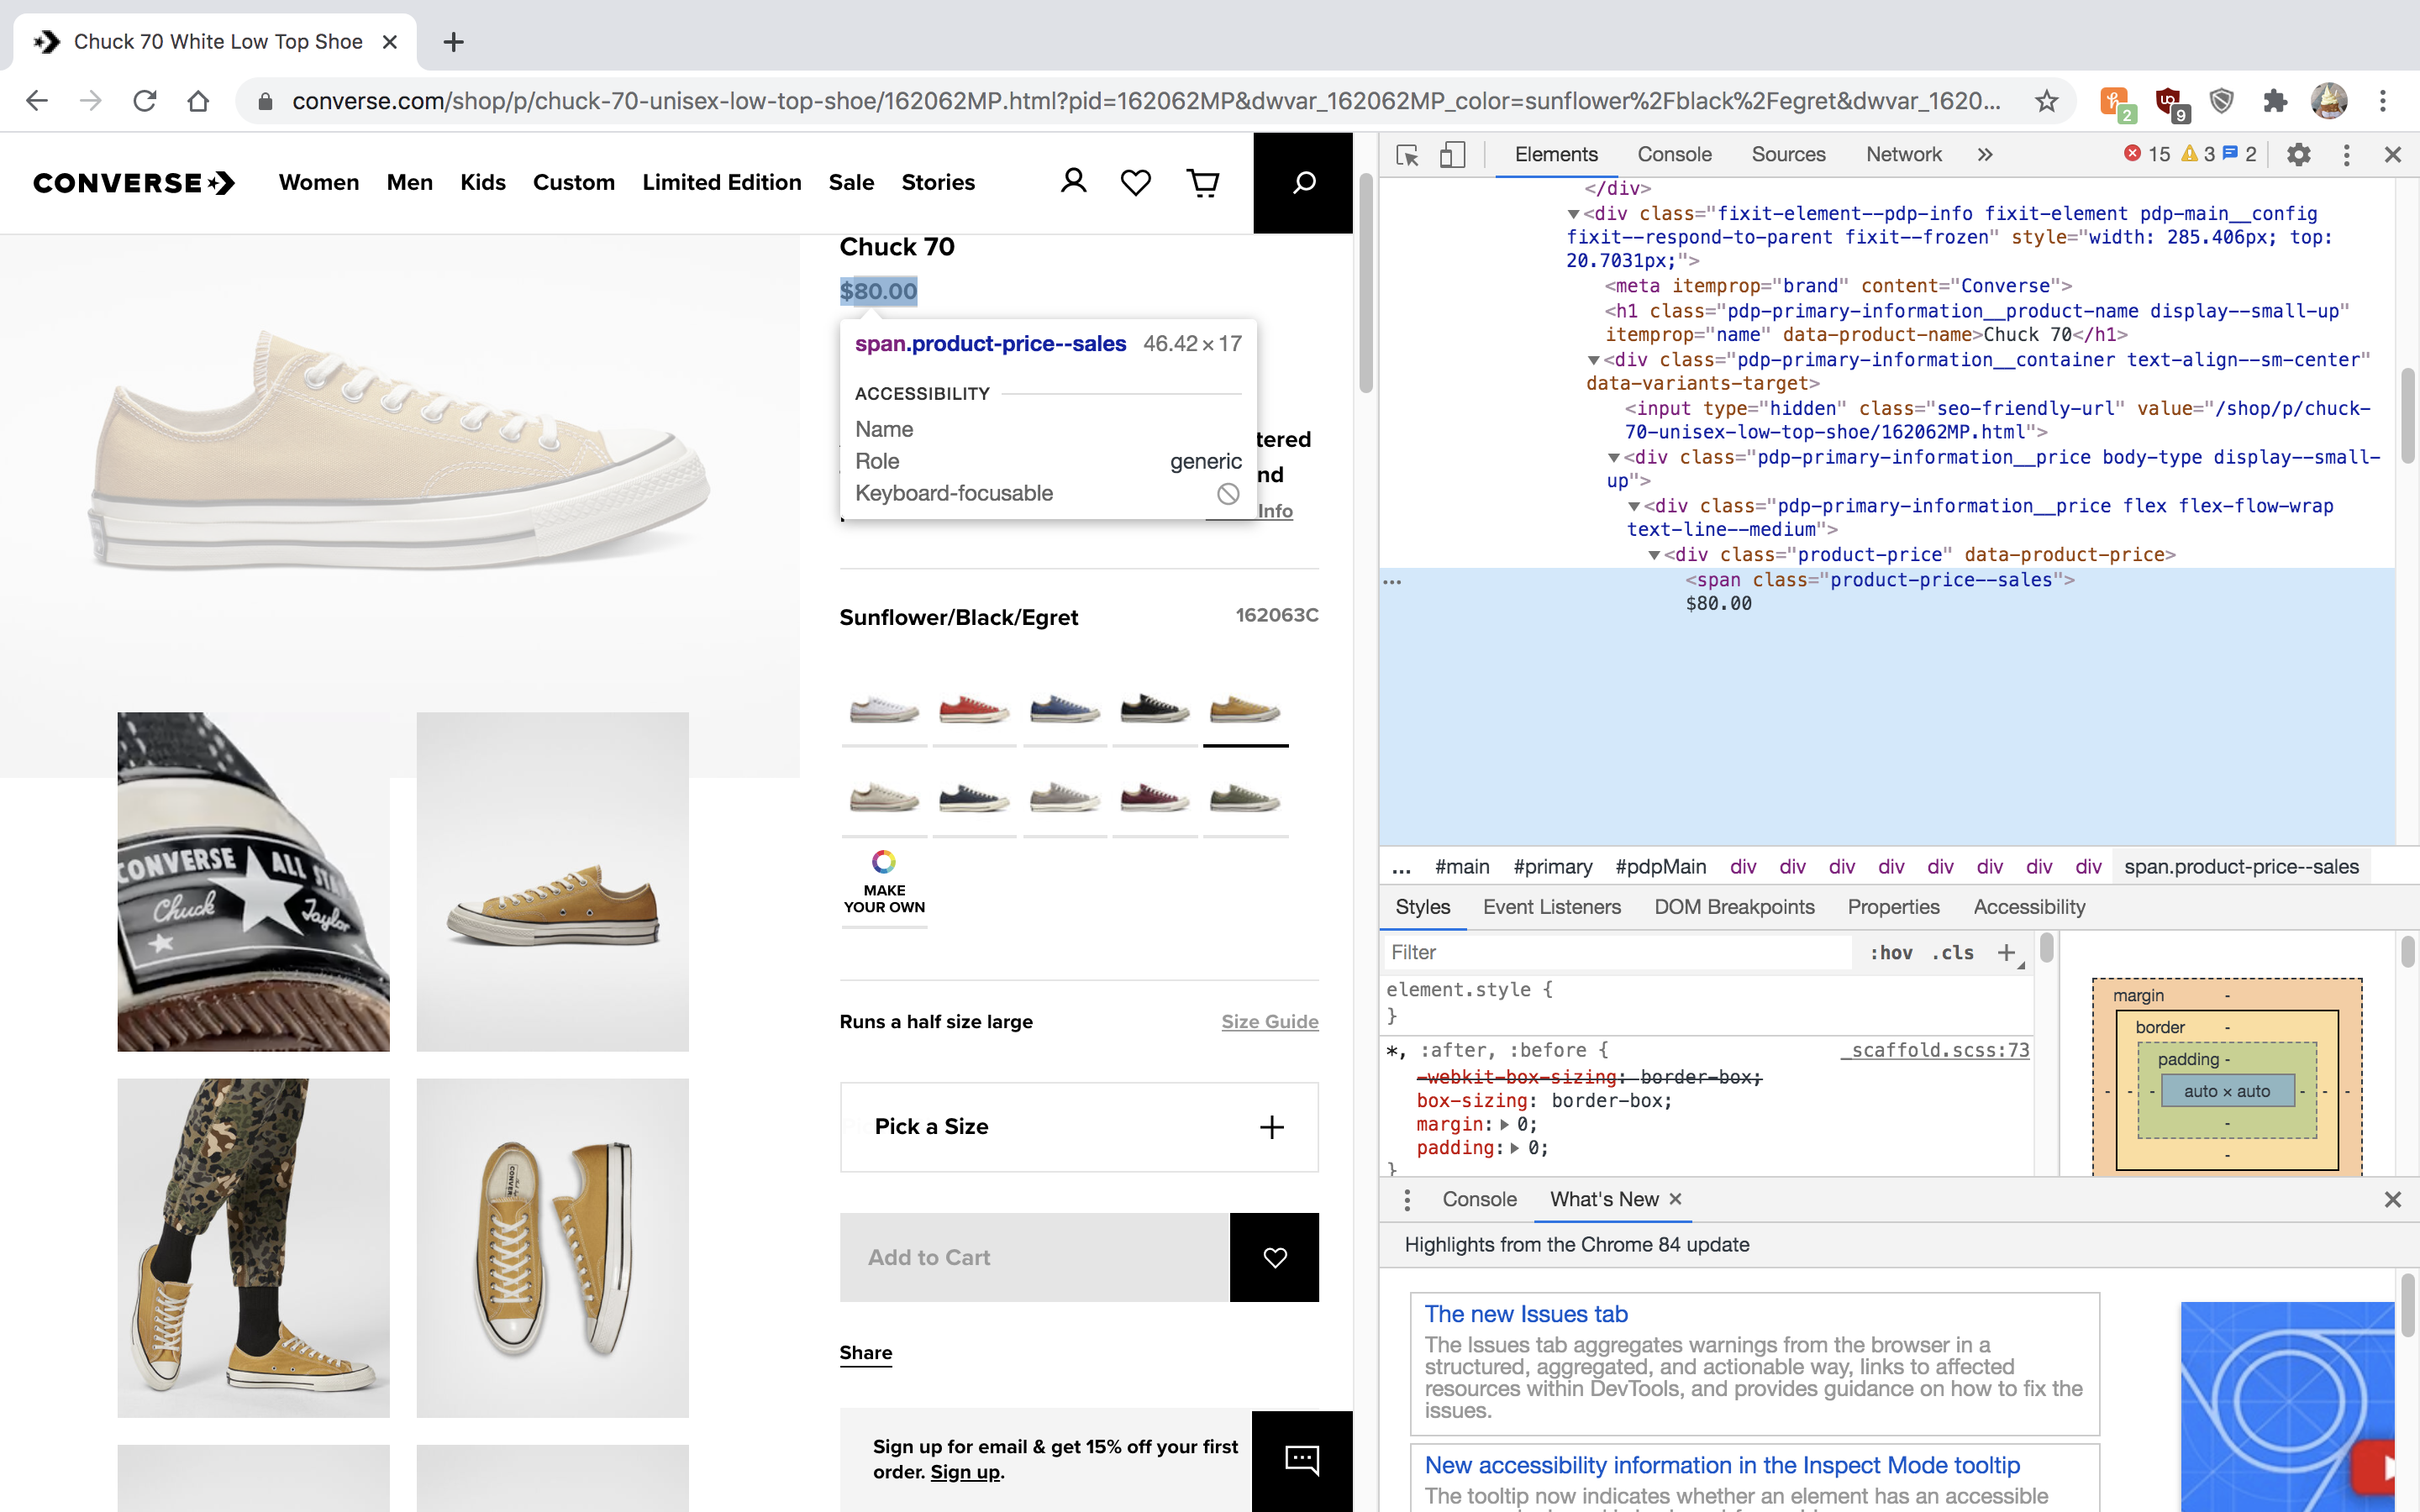 Chuck 70 White Low Top Shoe
converse.com/shop/p/chuck-70-unisex-low-top-shoe/162062MP.html?pid=162062MP&dwvar_162062MP_color=sunflower%2Fblack%2Fegret&dwvar_1620...
2
9
CONVERSE
Women Men Kids Custom Limited Edition Sale Stories
Chuck 70
$80.00
span.product-price--sales 46.42 × 17
ACCESSIBILITY
Name
Role generic
Keyboard-focusable
tered
nd
Info
Sunflower/Black/Egret 162063C
MAKE
YOUR OWN
CONVERSE ALL STA
Chuck Taylor
Runs a half size large Size Guide
Pick a Size
Add to Cart
Share
Sign up for email & get 15% off your first
order. Sign up.
Elements Console Sources Network » 15 3 2
</div>
<div class="fixit-element--pdp-info fixit-element pdp-main__config
fixit--respond-to-parent fixit--frozen" style="width: 285.406px; top:
20.7031px;">
<meta itemprop="brand" content="Converse">
<h1 class="pdp-primary-information__product-name display--small-up"
itemprop="name" data-product-name>Chuck 70</h1>
<div class="pdp-primary-information__container text-align--sm-center"
data-variants-target>
<input type="hidden" class="seo-friendly-url" value="/shop/p/chuck-
70-unisex-low-top-shoe/162062MP.html">
<div class="pdp-primary-information__price body-type display--small-
up">
<div class="pdp-primary-information__price flex flex-flow-wrap
text-line--medium">
<div class="product-price" data-product-price>
... <span class="product-price--sales">
$80.00
... #main #primary #pdpMain div div div div div div div div span.product-price--sales
Styles Event Listeners DOM Breakpoints Properties Accessibility
Filter :hov .cls +
element.style {
}
*, :after, :before { _scaffold.scss:73
-webkit-box-sizing: border-box;
box-sizing: border-box;
margin: 0;
padding: 0;
}
margin -
border -
padding -
- - - auto × auto - - -
-
-
Console What's New
Highlights from the Chrome 84 update
The new Issues tab
The Issues tab aggregates warnings from the browser in a
structured, aggregated, and actionable way, links to affected
resources within DevTools, and provides guidance on how to fix the
issues.
New accessibility information in the Inspect Mode tooltip
The tooltip now indicates whether an element has an accessible